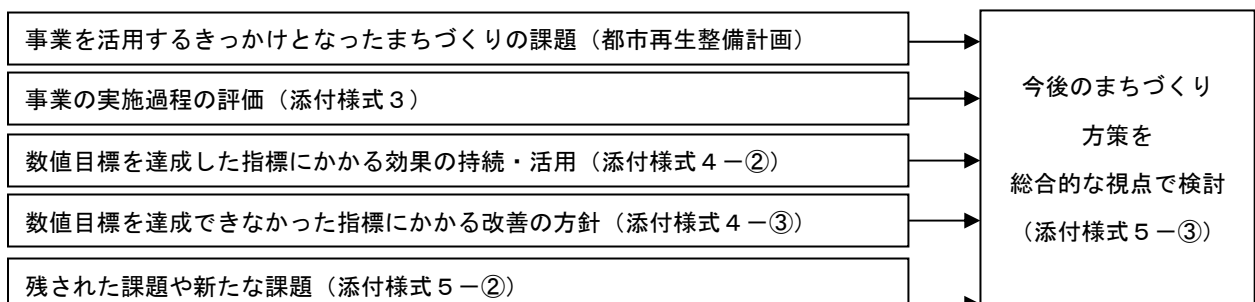 事業を活用するきっかけとなったまちづくりの課題（都市再生整備計画）
事業の実施過程の評価（添付様式３）
数値目標を達成した指標にかかる効果の持続・活用（添付様式４－②）
数値目標を達成できなかった指標にかかる改善の方針（添付様式４－③）
残された課題や新たな課題（添付様式５－②）
今後のまちづくり
方策を
総合的な視点で検討
（添付様式５－③）